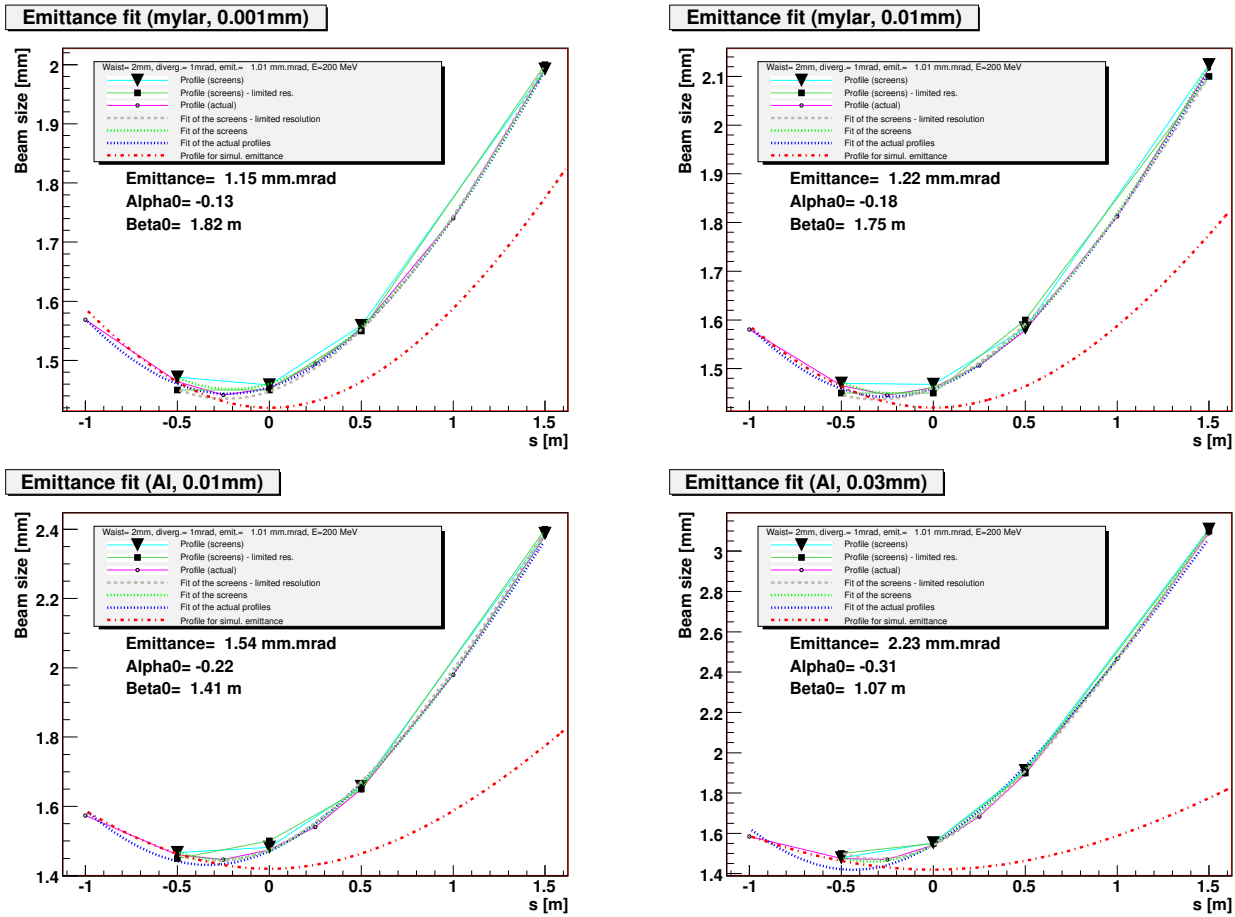 Emittance fit (mylar, 0.001mm)
Beam size [mm]
2
1.9
1.8
1.7
1.6
1.5
Waist= 2mm, diverg.= 1mrad, emit.= 1.01 mm.mrad, E=200 MeV
Profile (screens)
Profile (screens) - limited res.
Profile (actual)
Fit of the screens - limited resolution
Fit of the screens
Fit of the actual profiles
Profile for simul. emittance
Emittance= 1.15 mm.mrad
Alpha0= -0.13
Beta0= 1.82 m
-1 -0.5 0 0.5 1 1.5
s [m]
Emittance fit (mylar, 0.01mm)
Beam size [mm]
2.1
2
1.9
1.8
1.7
1.6
1.5
Waist= 2mm, diverg.= 1mrad, emit.= 1.01 mm.mrad, E=200 MeV
Profile (screens)
Profile (screens) - limited res.
Profile (actual)
Fit of the screens - limited resolution
Fit of the screens
Fit of the actual profiles
Profile for simul. emittance
Emittance= 1.22 mm.mrad
Alpha0= -0.18
Beta0= 1.75 m
-1 -0.5 0 0.5 1 1.5
s [m]
Emittance fit (Al, 0.01mm)
Beam size [mm]
2.4
2.2
2
1.8
1.6
1.4
Waist= 2mm, diverg.= 1mrad, emit.= 1.01 mm.mrad, E=200 MeV
Profile (screens)
Profile (screens) - limited res.
Profile (actual)
Fit of the screens - limited resolution
Fit of the screens
Fit of the actual profiles
Profile for simul. emittance
Emittance= 1.54 mm.mrad
Alpha0= -0.22
Beta0= 1.41 m
-1 -0.5 0 0.5 1 1.5
s [m]
Emittance fit (Al, 0.03mm)
Beam size [mm]
3
2.8
2.6
2.4
2.2
2
1.8
1.6
1.4
Waist= 2mm, diverg.= 1mrad, emit.= 1.01 mm.mrad, E=200 MeV
Profile (screens)
Profile (screens) - limited res.
Profile (actual)
Fit of the screens - limited resolution
Fit of the screens
Fit of the actual profiles
Profile for simul. emittance
Emittance= 2.23 mm.mrad
Alpha0= -0.31
Beta0= 1.07 m
-1 -0.5 0 0.5 1 1.5
s [m]